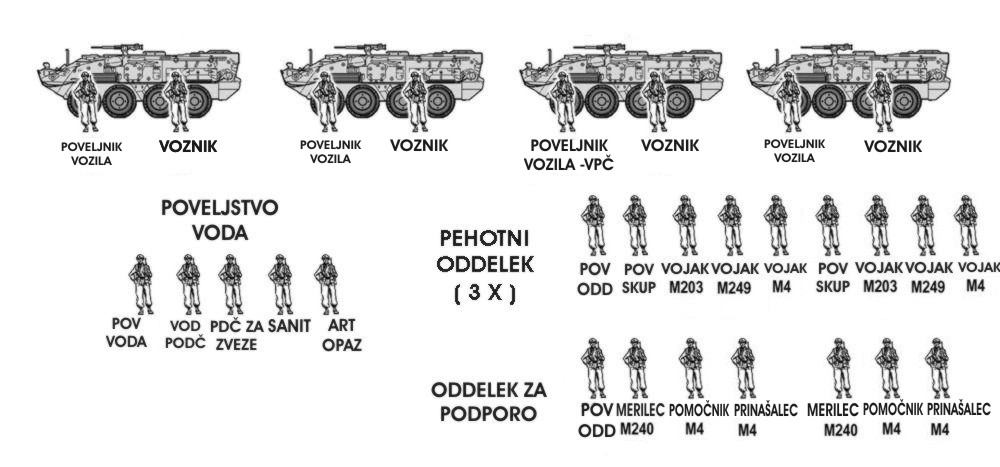 POVELJNIK
VOZILA
VOZNIK
POVELJNIK
VOZILA
VOZNIK
POVELJNIK
VOZILA -VPČ
VOZNIK
POVELJNIK
VOZILA
VOZNIK
POVELJSTVO
VODA
POV
VODA
VOD
PODČ
PDČ ZA
ZVEZE
SANIT
ART
OPAZ
PEHOTNI
ODDELEK
( 3 X )
POV
ODD
POV
SKUP
VOJAK
M203
VOJAK
M249
VOJAK
M4
POV
SKUP
VOJAK
M203
VOJAK
M249
VOJAK
M4
ODDELEK ZA
PODPORO
POV
ODD
MERILEC
M240
POMOČNIK
M4
PRINAŠALEC
M4
MERILEC
M240
POMOČNIK
M4
PRINAŠALEC
M4